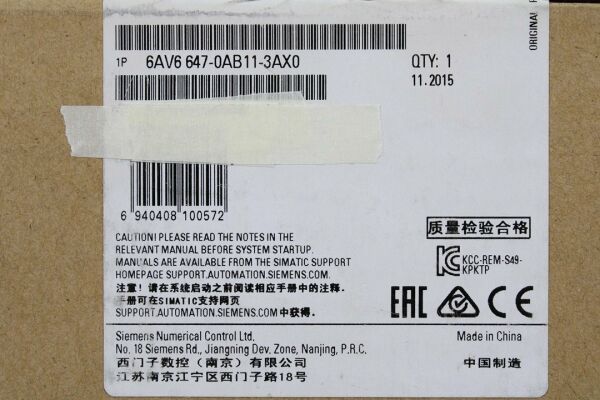 ORIGINAL
1P 6AV6 647-0AB11-3AX0 QTY: 1
11.2015
6 940408 100572
质量检验合格
CAUTION! PLEASE READ THE NOTES IN THE
RELEVANT MANUAL BEFORE SYSTEM STARTUP.
MANUALS ARE AVAILABLE FROM THE SIMATIC SUPPORT
HOMEPAGE SUPPORT.AUTOMATION.SIEMENS.COM.
KCC-REM-S49-
KPKTP
注意！请在系统启动之前阅读相应手册中的注释.
手册可在SIMATIC支持网页
SUPPORT.AUTOMATION.SIEMENS.COM 中获得.
EAC CE
Siemens Numerical Control Ltd. Made in China
No. 18 Siemens Rd., Jiangning Dev. Zone, Nanjing, P.R.C.
西门子数控（南京）有限公司 中国制造
江苏南京江宁区西门子路18号